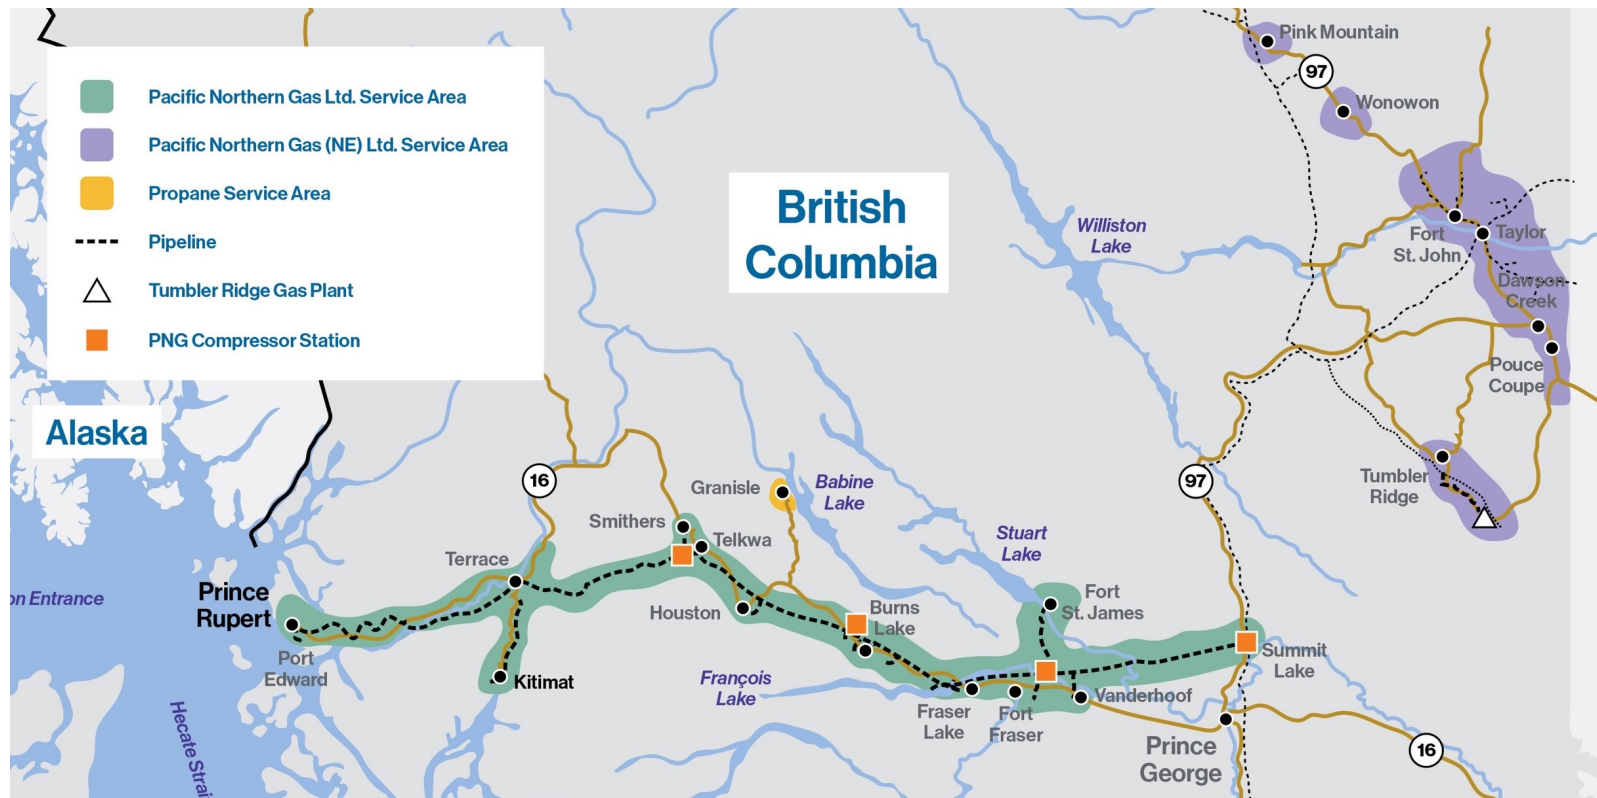 Pacific Northern Gas Ltd. Service Area
Pacific Northern Gas (NE) Ltd. Service Area
Propane Service Area
Pipeline
Tumbler Ridge Gas Plant
PNG Compressor Station
British
Columbia
Alaska
Pink Mountain
97
Wonowon
Williston
Lake
Fort
St. John
Taylor
Dawson
Creek
Pouce
Coupe
Tumbler
Ridge
97
16
Granisle
Babine
Lake
Smithers
Telkwa
Terrace
Stuart
Lake
Prince
Rupert
on Entrance
Port
Edward
Kitimat
Houston
Burns
Lake
Fort
St. James
François
Lake
Fraser
Lake
Fort
Fraser
Vanderhoof
Summit
Lake
Prince
George
16
Hecate Strai